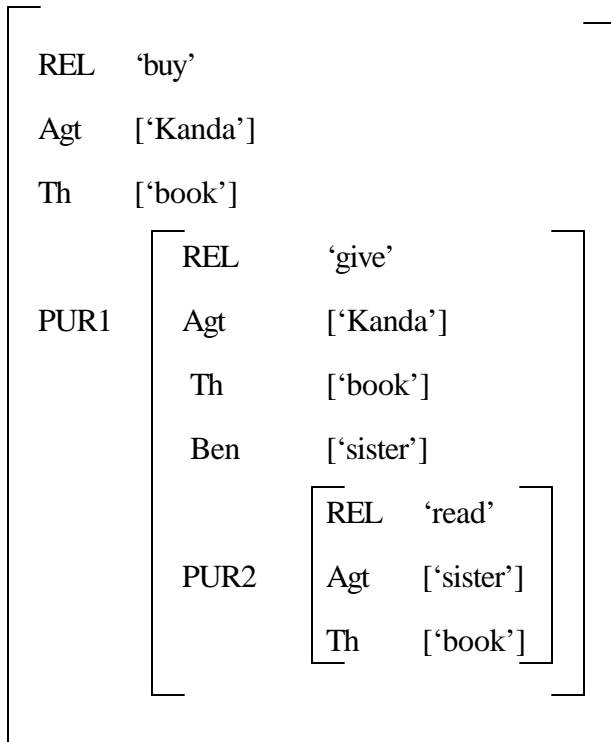 REL ‘buy’
Agt [‘Kanda’]
Th [‘book’]
REL ‘give’
PUR1 Agt [‘Kanda’]
Th [‘book’]
Ben [‘sister’]
REL ‘read’
PUR2 Agt [‘sister’]
Th [‘book’]